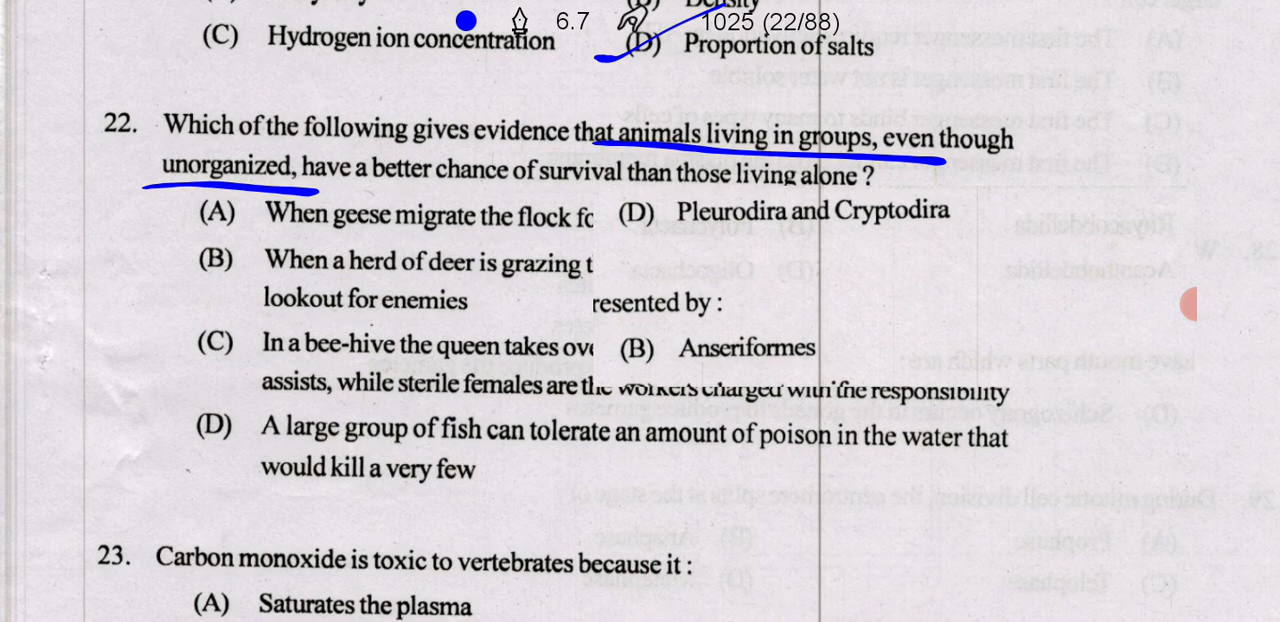 6.7
1025 (22/88)
(C) Hydrogen ion concentration
(D) Proportion of salts
22. Which of the following gives evidence that animals living in groups, even though
unorganized, have a better chance of survival than those living alone ?
(A) When geese migrate the flock fo
(D) Pleurodira and Cryptodira
(B) When a herd of deer is grazing t
lookout for enemies
resented by :
(C) In a bee-hive the queen takes ove
(B) Anseriformes
assists, while sterile females are the workers charged with the responsibility
(D) A large group of fish can tolerate an amount of poison in the water that
would kill a very few
23. Carbon monoxide is toxic to vertebrates because it :
(A) Saturates the plasma